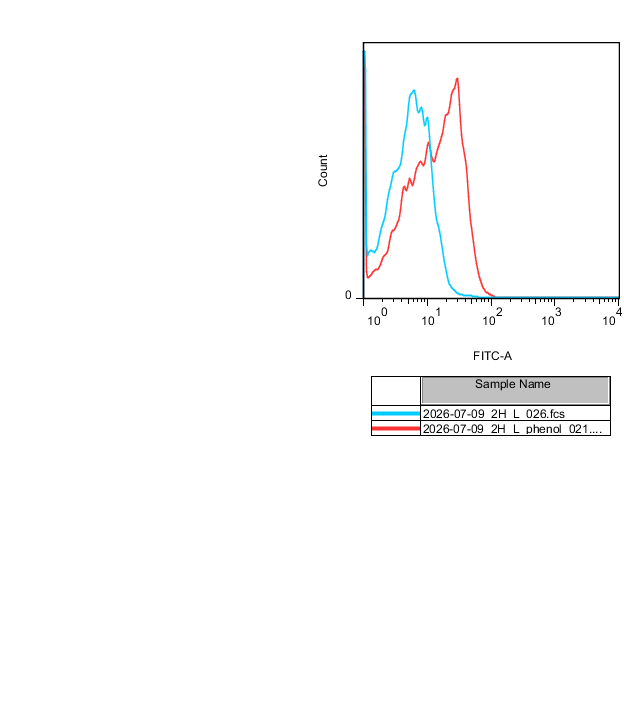 Count
0
10^0 10^1 10^2 10^3 10^4
FITC-A
Sample Name
2026-07-09_2H_L_026.fcs
2026-07-09_2H_L_phenol_021....